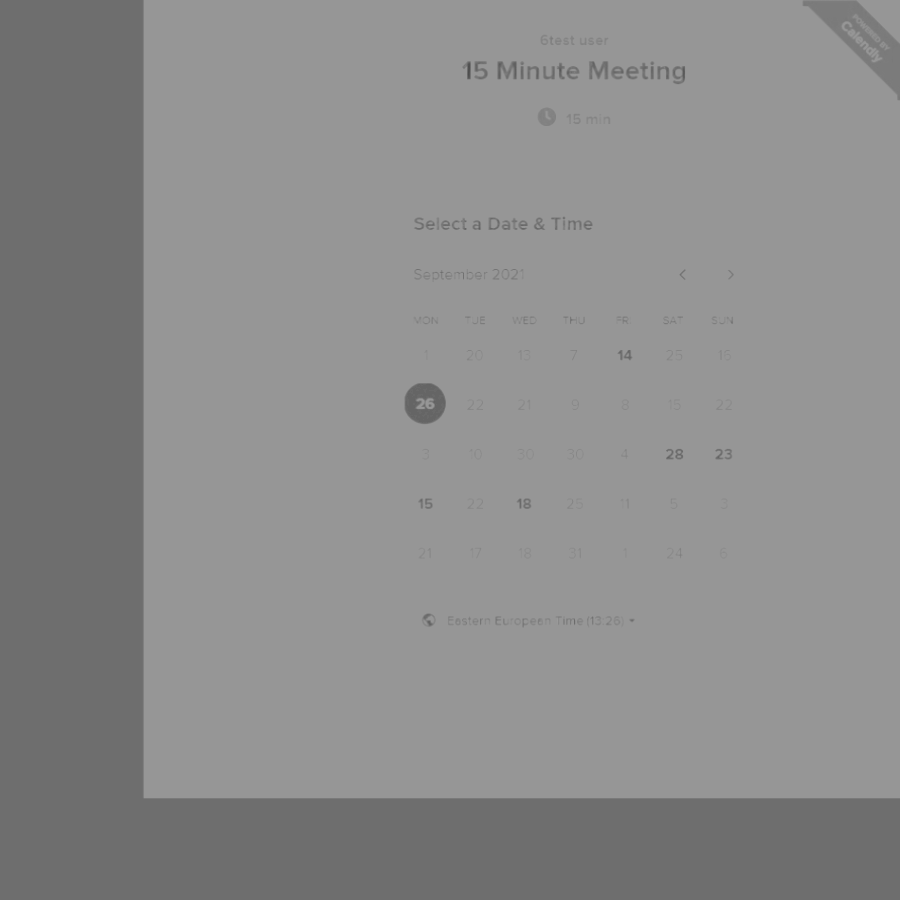 6test user
15 Minute Meeting
15 min
POWERED BY
Calendly
Select a Date & Time
September 2021
MON TUE WED THU FRI SAT SUN
1 20 13 7 14 25 16
26 22 21 9 8 15 22
3 10 30 30 4 28 23
15 22 18 25 11 5 3
21 17 18 31 1 24 6
Eastern European Time (13:26)